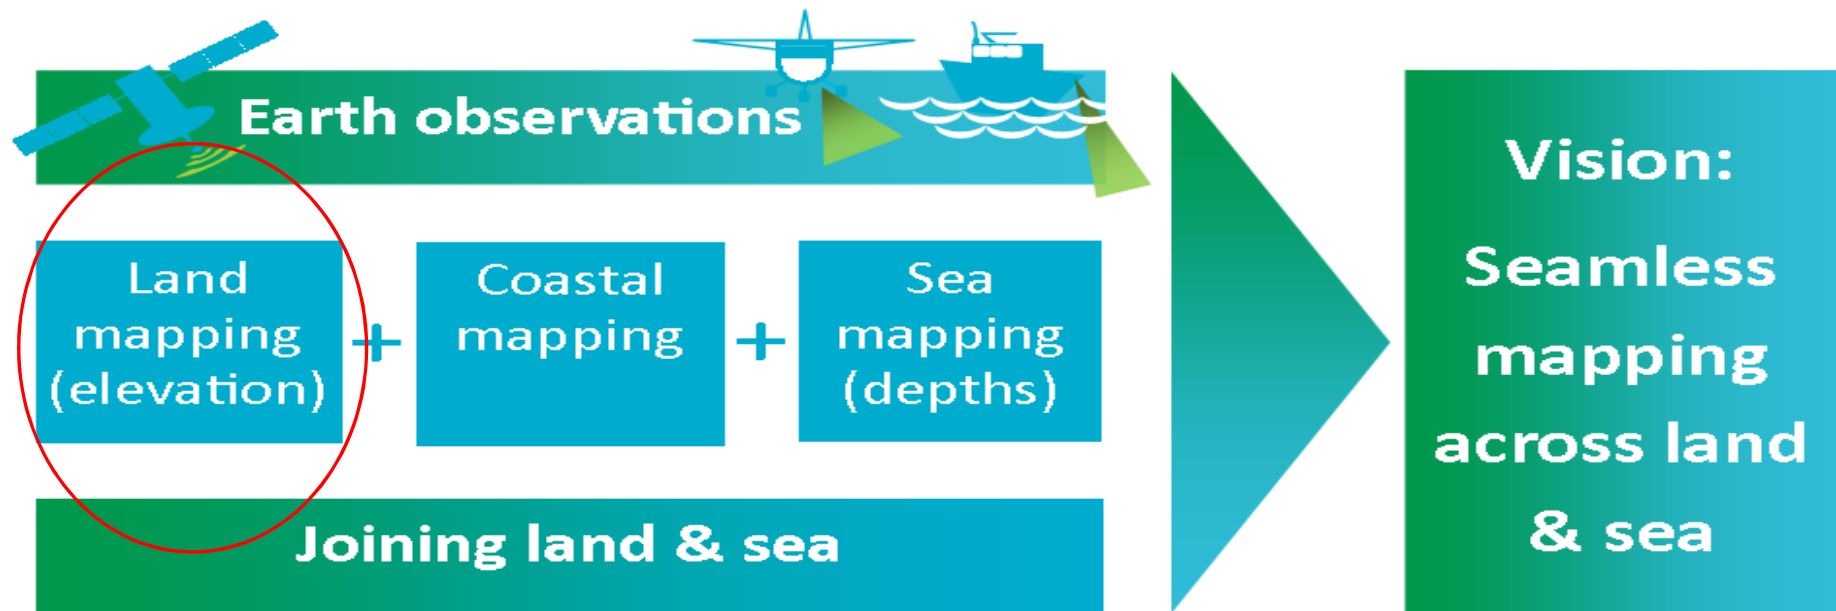 Earth observations
Land
mapping
(elevation)
+
Coastal
mapping
+
Sea
mapping
(depths)
Joining land & sea
Vision:
Seamless
mapping
across land
& sea